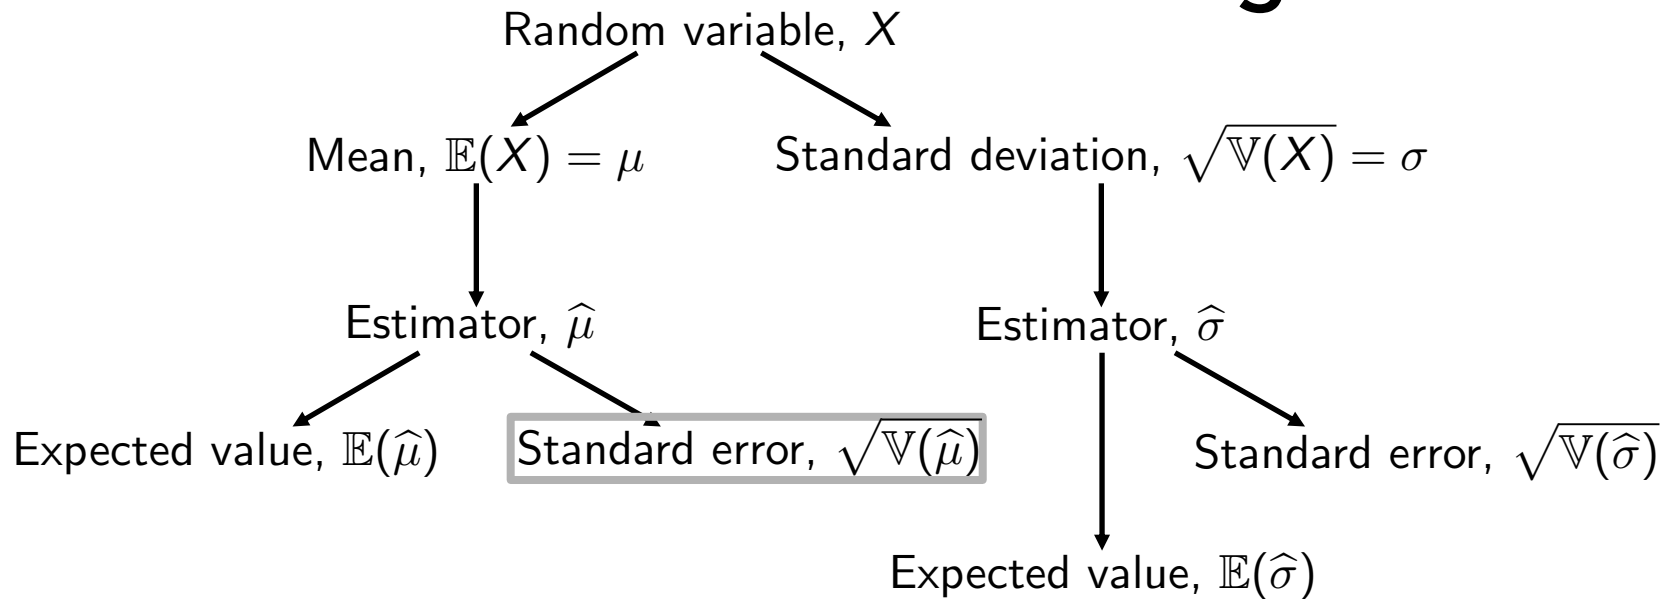 Random variable, X
Mean, 𝔼(X) = μ
Standard deviation, √𝕍(X) = σ
Estimator, μ̂
Estimator, σ̂
Expected value, 𝔼(μ̂)
Standard error, √𝕍(μ̂)
Standard error, √𝕍(σ̂)
Expected value, 𝔼(σ̂)